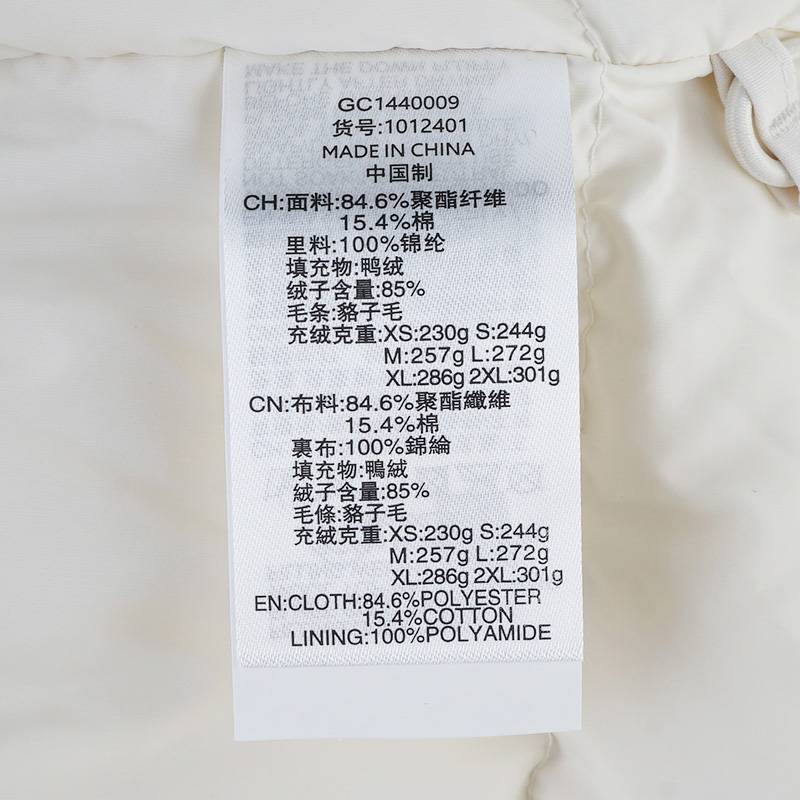 GC1440009
货号:1012401
MADE IN CHINA
中国制
CH:面料:84.6%聚酯纤维
15.4%棉
里料:100%锦纶
填充物:鸭绒
绒子含量:85%
毛条:貉子毛
充绒克重:XS:230g S:244g
M:257g L:272g
XL:286g 2XL:301g
CN:布料:84.6%聚酯纖維
15.4%棉
裏布:100%錦綸
填充物:鴨絨
絨子含量:85%
毛條:貉子毛
充絨克重:XS:230g S:244g
M:257g L:272g
XL:286g 2XL:301g
EN:CLOTH:84.6%POLYESTER
15.4%COTTON
LINING:100%POLYAMIDE